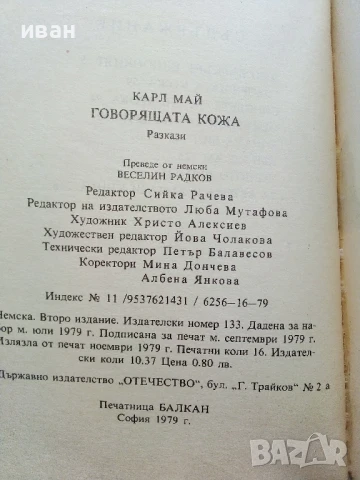 иван
КАРЛ МАЙ
ГОВОРЯЩАТА КОЖА
Разкази
Преведе от немски
ВЕСЕЛИН РАДКОВ
Редактор Сийка Рачева
Редактор на издателството Люба Мутафова
Художник Христо Алексиев
Художествен редактор Йова Чолакова
Технически редактор Петър Балавесов
Коректори Мина Дончева
Албена Янкова
Индекс № 11 /9537621431 / 6256—16—79
Немска. Второ издание. Издателски номер 133. Дадена за на-
бор м. юли 1979 г. Подписана за печат м. септември 1979 г.
Излязла от печат ноември 1979 г. Печатни коли 16. Издател-
ски коли 10.37 Цена 0.80 лв.
Държавно издателство „ОТЕЧЕСТВО", бул. „Г. Трайков" № 2 а
Печатница БАЛКАН
София 1979 г.
bazar.bg